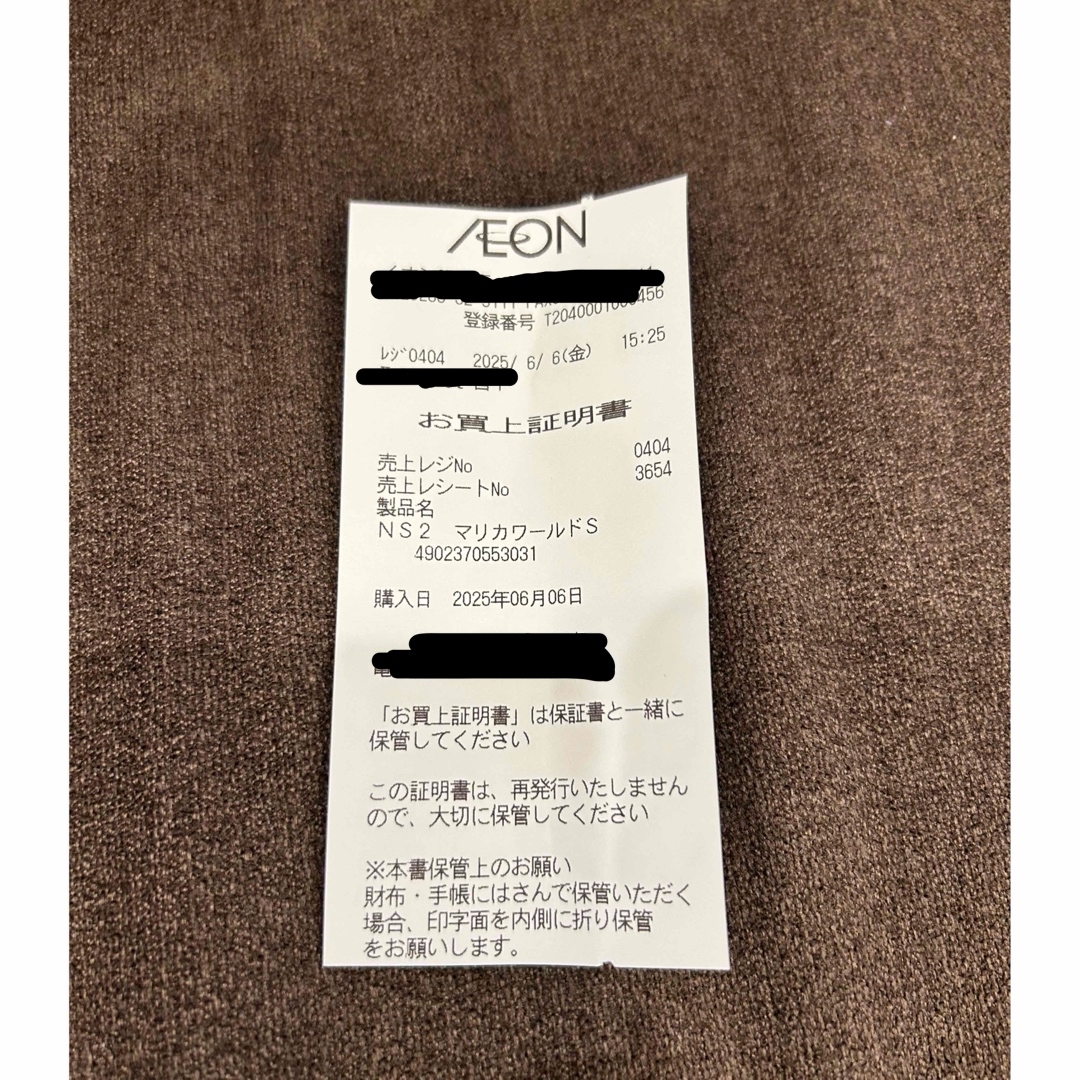 ÆON
登録番号
ﾚｼﾞ0404 2025/ 6/ 6(金) 15:25
お買上証明書
売上レジNo 0404
売上レシートNo 3654
製品名
NS2 マリカワールドS
4902370553031
購入日 2025年06月06日
「お買上証明書」は保証書と一緒に
保管してください
この証明書は、再発行いたしません
ので、大切に保管してください
※本書保管上のお願い
財布・手帳にはさんで保管いただく
場合、印字面を内側に折り保管
をお願いします。